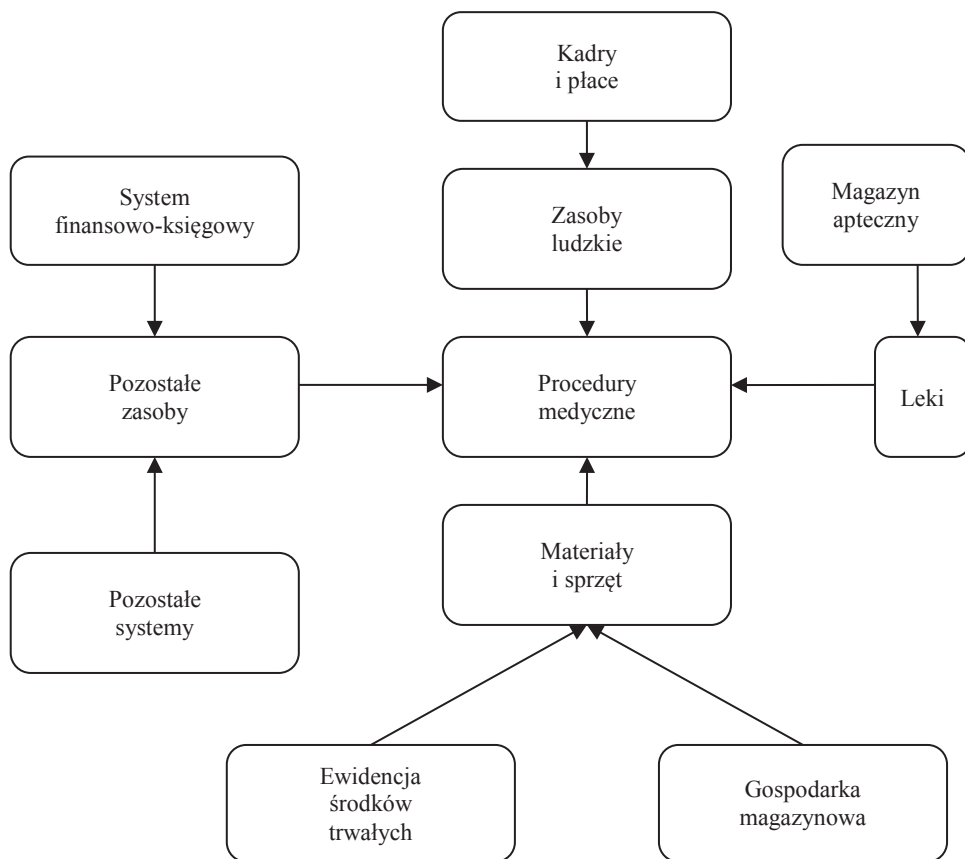 Kadry
i płace
System
finansowo-księgowy
Zasoby
ludzkie
Magazyn
apteczny
Pozostałe
zasoby
Procedury
medyczne
Leki
Materiały
i sprzęt
Pozostałe
systemy
Ewidencja
środków
trwałych
Gospodarka
magazynowa